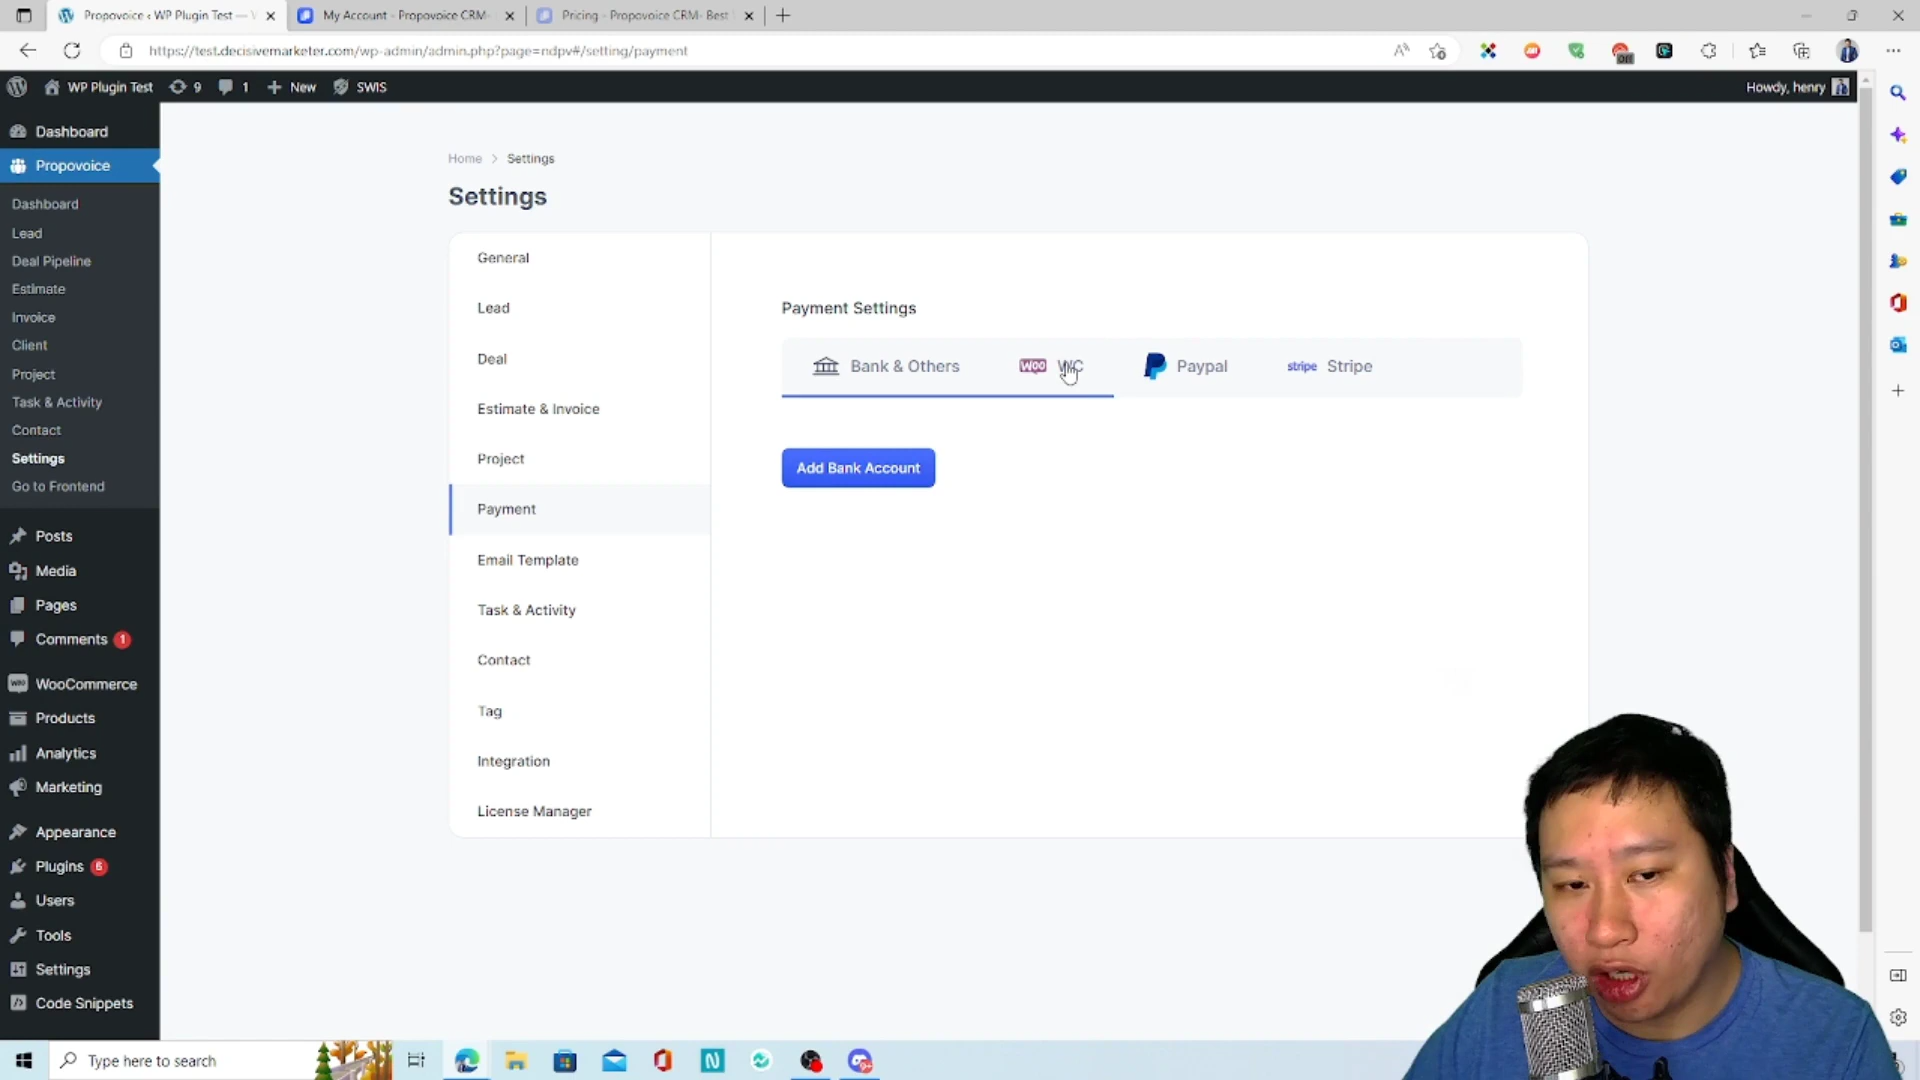 Propovoice ‹ WP Plugin Test —
My Account - Propovoice CRM-
Pricing - Propovoice CRM- Best
https://test.decisivemarketer.com/wp-admin/admin.php?page=ndpv#/setting/payment
WP Plugin Test
9
1
New
SWIS
Howdy, henry
Dashboard
Propovoice
Dashboard
Lead
Deal Pipeline
Estimate
Invoice
Client
Project
Task & Activity
Contact
Settings
Go to Frontend
Posts
Media
Pages
Comments 1
WooCommerce
Products
Analytics
Marketing
Appearance
Plugins 6
Users
Tools
Settings
Code Snippets
Home > Settings
Settings
General
Lead
Deal
Estimate & Invoice
Project
Payment
Email Template
Task & Activity
Contact
Tag
Integration
License Manager
Payment Settings
Bank & Others
Woo WC
Paypal
stripe Stripe
Add Bank Account
Type here to search